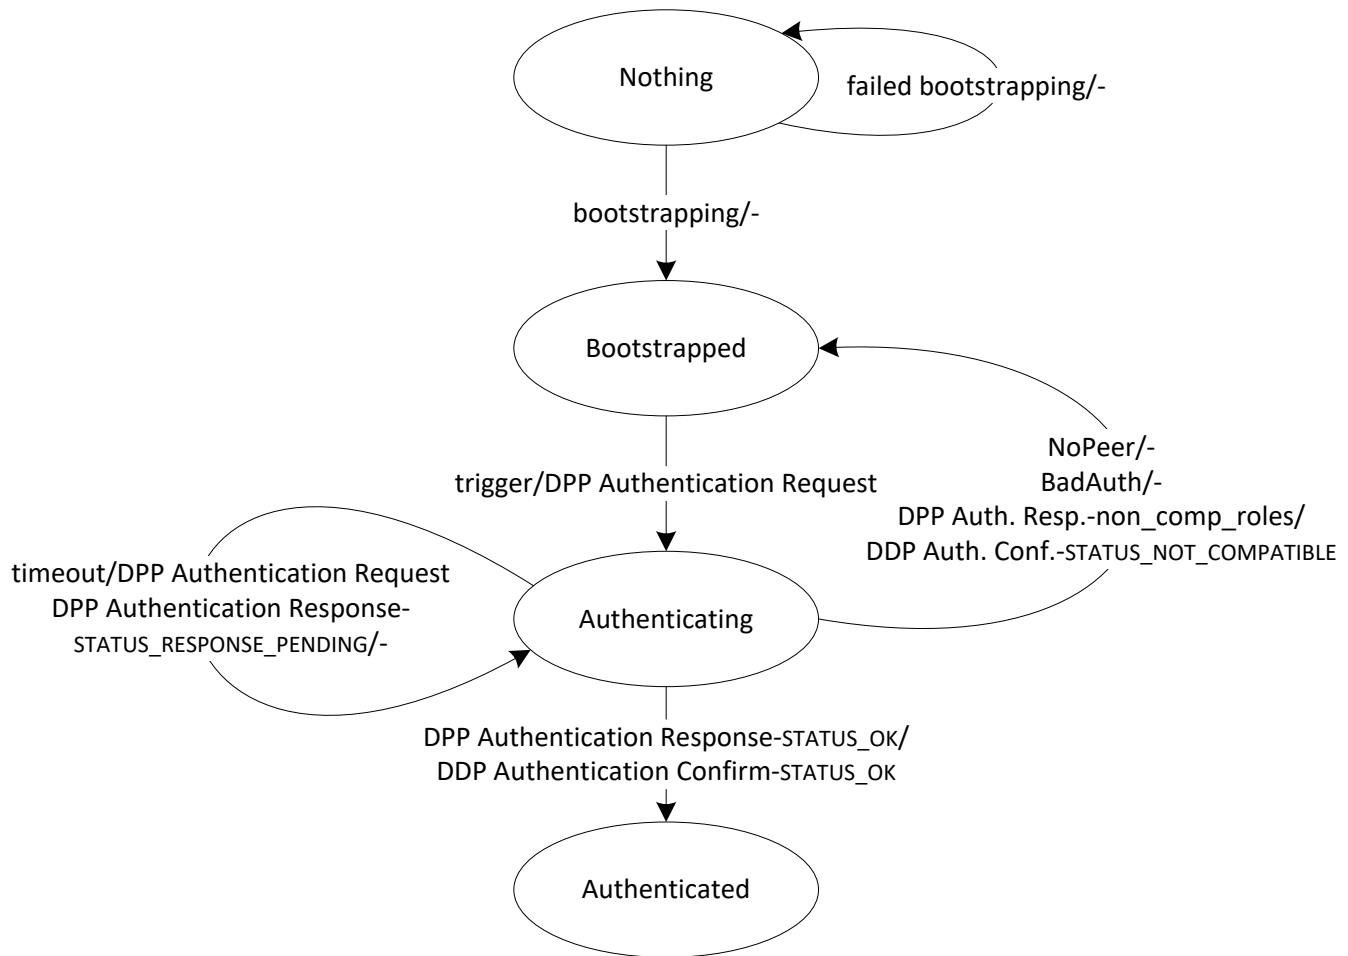 Nothing
failed bootstrapping/-
bootstrapping/-
Bootstrapped
trigger/DPP Authentication Request
NoPeer/-
BadAuth/-
DPP Auth. Resp.-non_comp_roles/
DDP Auth. Conf.-STATUS_NOT_COMPATIBLE
timeout/DPP Authentication Request
DPP Authentication Response-
STATUS_RESPONSE_PENDING/-
Authenticating
DPP Authentication Response-STATUS_OK/
DDP Authentication Confirm-STATUS_OK
Authenticated